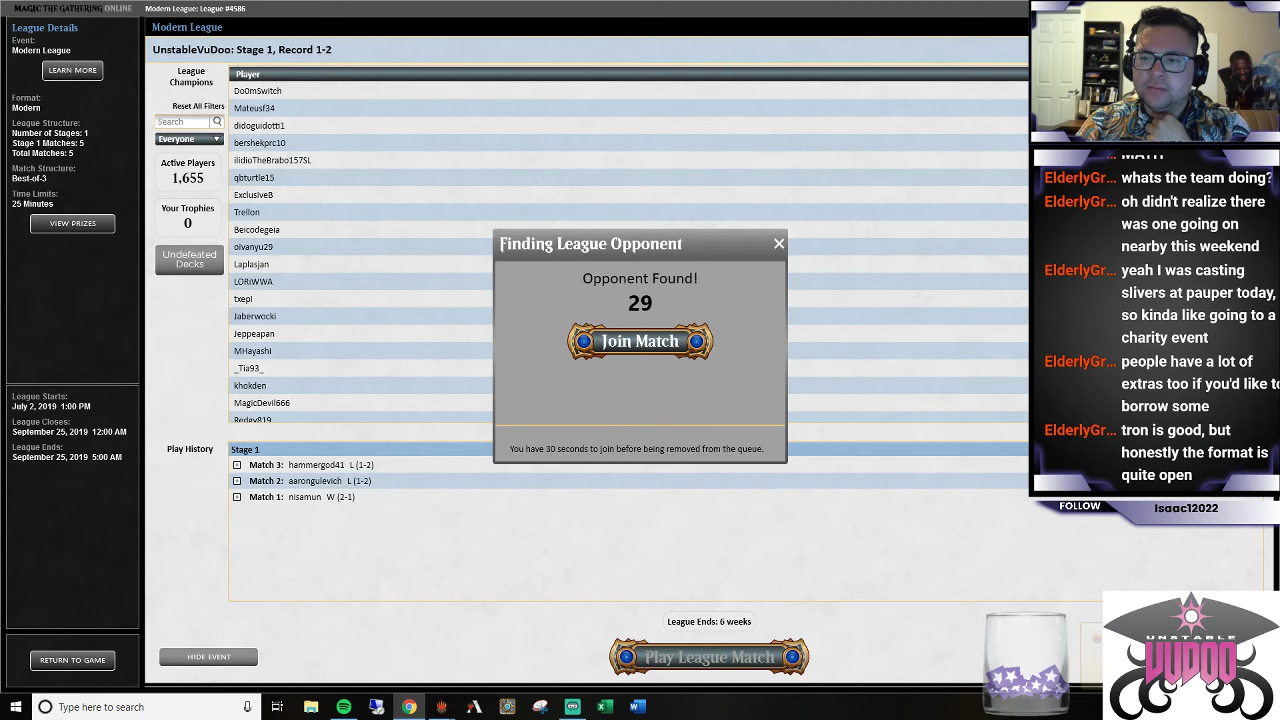 MAGIC THE GATHERING ONLINE
Modern League: League #4586
League Details
Event:
Modern League
LEARN MORE
Format:
Modern
League Structure:
Number of Stages: 1
Stage 1 Matches: 5
Total Matches: 5
Match Structure:
Best-of-3
Time Limits:
25 Minutes
VIEW PRIZES
League Starts:
July 2, 2019 1:00 PM
League Closes:
September 25, 2019 12:00 AM
League Ends:
September 25, 2019 5:00 AM
RETURN TO GAME
Modern League
UnstableVuDoo: Stage 1, Record 1-2
League
Champions
Reset All Filters
Search
Everyone
Active Players
1,655
Your Trophies
0
Undefeated
Decks
Player
Do0mSwitch
Mateusf34
didoguidotti1
bershekprc10
ilidioTheBrabo157SL
qbturtle15
ExclusiveB
Trellon
Beicodegeia
olvanyu29
Laplasjan
LORiWWA
txepi
Jaberwocki
Jeppeapan
MHayashi
_Tia93_
khokden
MagicDevil666
Reday819
Finding League Opponent
Opponent Found!
29
Join Match
You have 30 seconds to join before being removed from the queue.
Play History
Stage 1
Match 3: hammergod41 L (1-2)
Match 2: aarongulevich L (1-2)
Match 1: nisamun W (2-1)
League Ends: 6 weeks
HIDE EVENT
Play League Match
ElderlyGr... whats the team doing?
ElderlyGr... oh didn't realize there
was one going on
nearby this weekend
ElderlyGr... yeah I was casting
slivers at pauper today,
so kinda like going to a
charity event
ElderlyGr... people have a lot of
extras too if you'd like to
borrow some
ElderlyGr... tron is good, but
honestly the format is
quite open
FOLLOW
Isaac12022
UNSTABLE
VUDOO
Type here to search